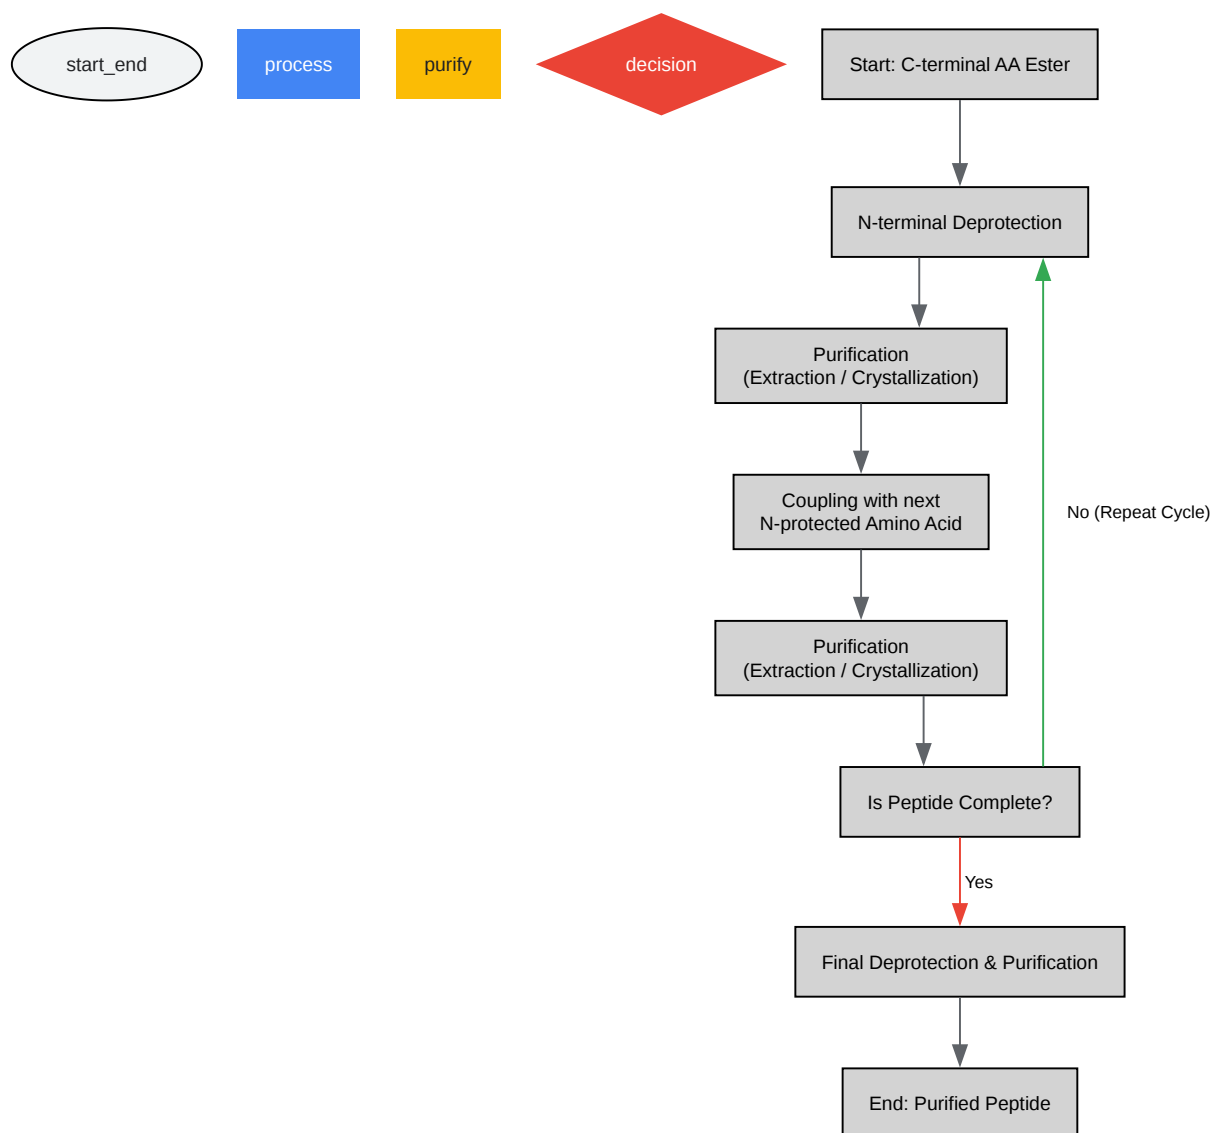 start_end
process
purify
decision
Start: C-terminal AA Ester
N-terminal Deprotection
Purification
(Extraction / Crystallization)
Coupling with next
N-protected Amino Acid
No (Repeat Cycle)
Purification
(Extraction / Crystallization)
Is Peptide Complete?
Yes
Final Deprotection & Purification
End: Purified Peptide